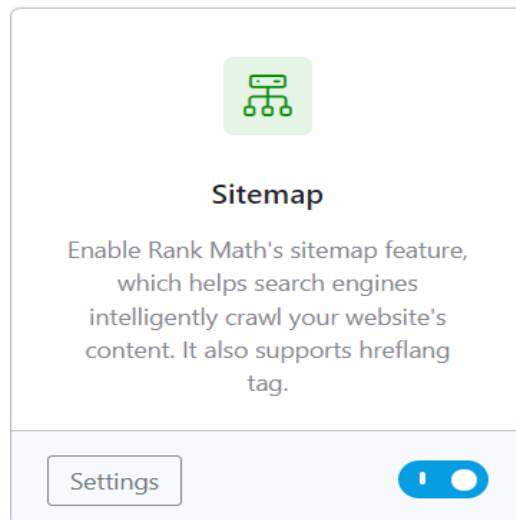 Sitemap
Enable Rank Math's sitemap feature,
which helps search engines
intelligently crawl your website's
content. It also supports hreflang
tag.
Settings